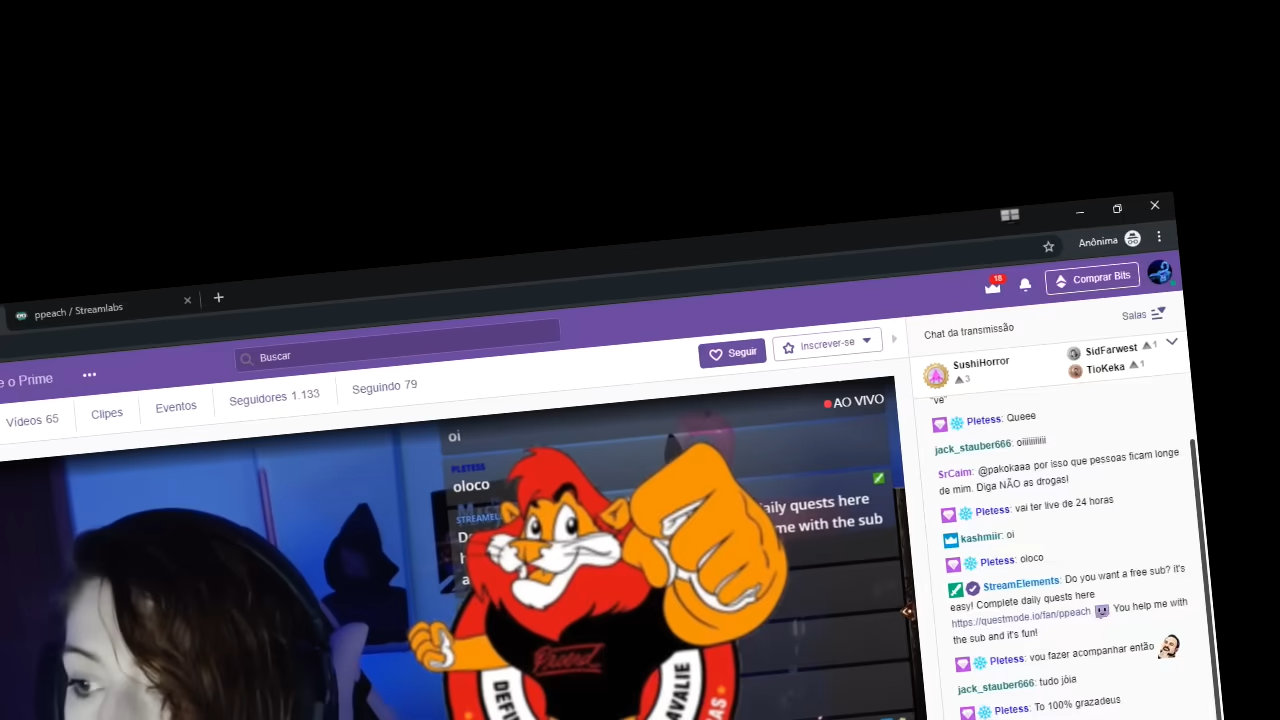 ppeach / Streamlabs
Anônima
18
Comprar Bits
e o Prime
Buscar
Vídeos 65
Clipes
Eventos
Seguidores 1.133
Seguindo 79
Seguir
Inscrever-se
AO VIVO
oi
PLETESS
oloco
STREAMEL
aily quests here
me with the sub
DEFI
AVALIE
Chat da transmissão
Salas
SushiHorror
3
SidFarwest 1
TioKeka 1
ve"
Pletess: Queee
jack_stauber666: oiiiiiiiiiii
SrCaim: @pakokaaa por isso que pessoas ficam longe
de mim. Diga NÃO as drogas!
Pletess: vai ter live de 24 horas
kashmiir: oi
Pletess: oloco
StreamElements: Do you want a free sub? it's
easy! Complete daily quests here
https://questmode.io/fan/ppeach You help me with
the sub and it's fun!
Pletess: vou fazer acompanhar então
jack_stauber666: tudo jóia
Pletess: To 100% grazadeus